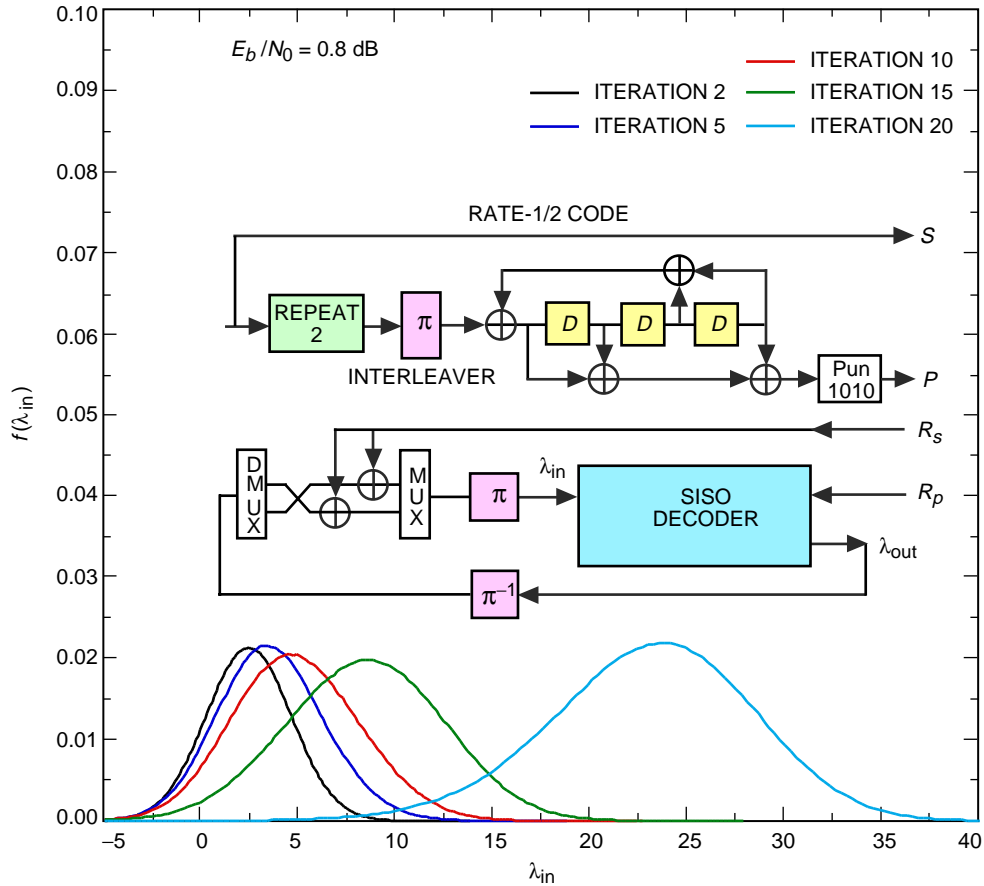 0.10
0.09
0.08
0.07
0.06
0.05
0.04
0.03
0.02
0.01
0.00
f (λin)
Eb /N0 = 0.8 dB
ITERATION 2
ITERATION 5
ITERATION 10
ITERATION 15
ITERATION 20
RATE-1/2 CODE
S
REPEAT
2
π
INTERLEAVER
D
D
D
Pun
1010
P
Rs
D
M
U
X
M
U
X
π
λin
SISO
DECODER
Rp
λout
π–1
–5
0
5
10
15
20
25
30
35
40
λin